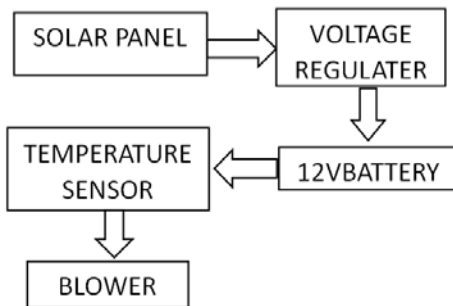 SOLAR PANEL
VOLTAGE
REGULATER
12VBATTERY
TEMPERATURE
SENSOR
BLOWER